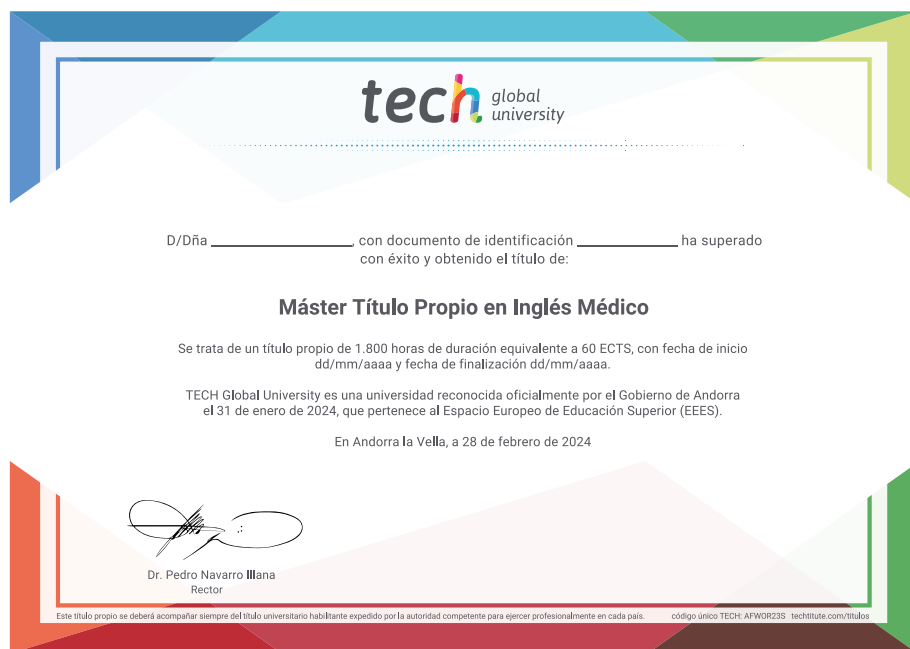 tech global university
D/Dña ______________, con documento de identificación __________ ha superado
con éxito y obtenido el título de:
Máster Título Propio en Inglés Médico
Se trata de un título propio de 1.800 horas de duración equivalente a 60 ECTS, con fecha de inicio
dd/mm/aaaa y fecha de finalización dd/mm/aaaa.
TECH Global University es una universidad reconocida oficialmente por el Gobierno de Andorra
el 31 de enero de 2024, que pertenece al Espacio Europeo de Educación Superior (EEES).
En Andorra la Vella, a 28 de febrero de 2024
Dr. Pedro Navarro Illana
Rector
Este título propio se deberá acompañar siempre del título universitario habilitante expedido por la autoridad competente para ejercer profesionalmente en cada país. código único TECH: AFWOR23S techtitute.com/titulos